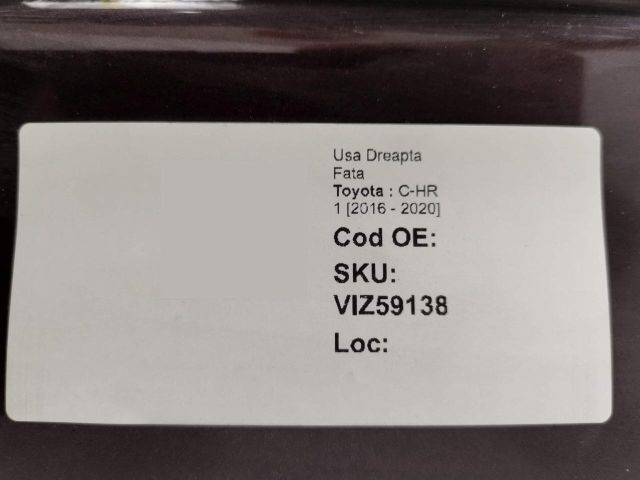 Usa Dreapta
Fata
Toyota : C-HR
1 [2016 - 2020]
Cod OE:
SKU:
VIZ59138
Loc: